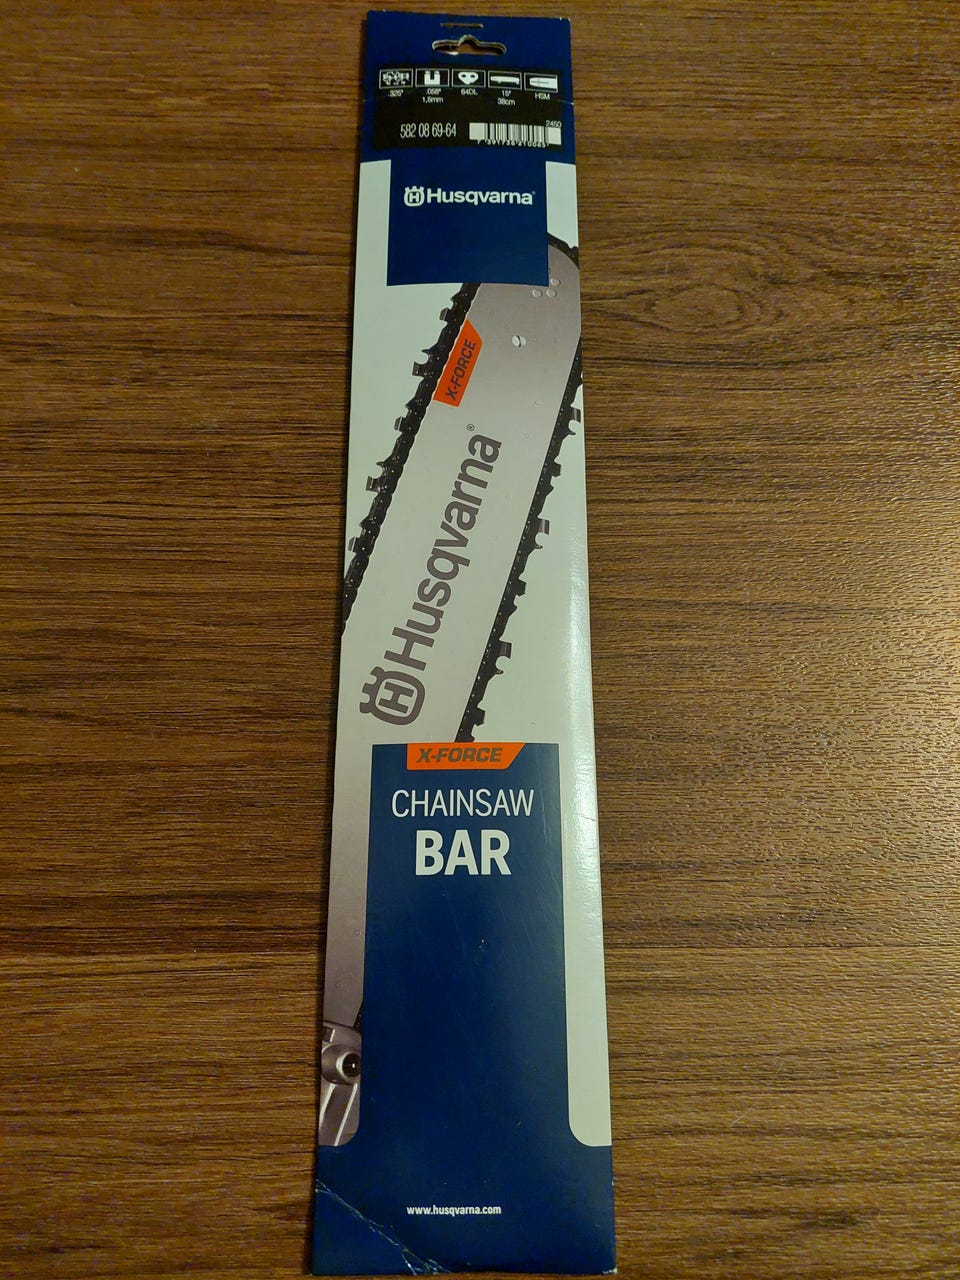 .325"
.058"
1,5mm
64DL
15"
38cm
HSM
582 08 69-64
2450
Husqvarna®
X-FORCE
Husqvarna®
X-FORCE
CHAINSAW
BAR
www.husqvarna.com